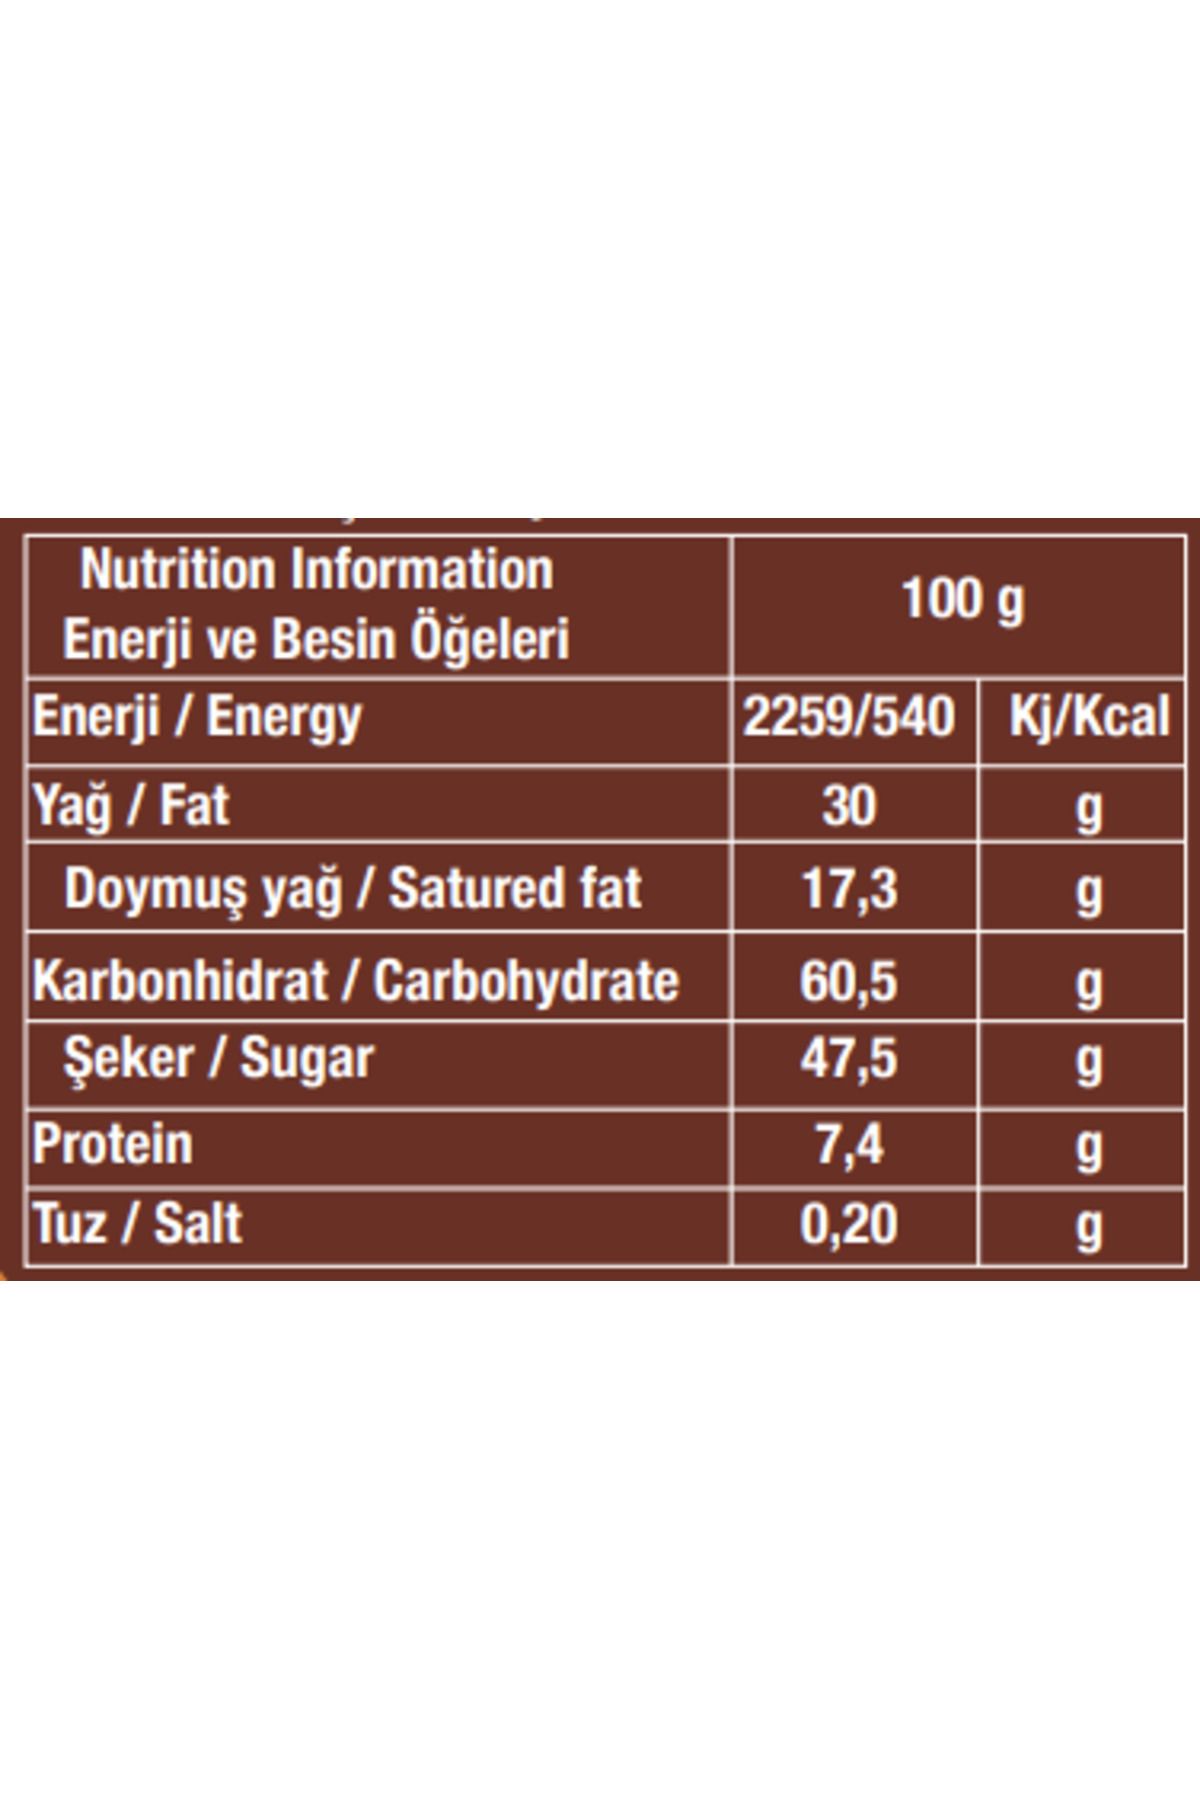 Nutrition Information
Enerji ve Besin Öğeleri
100 g
Enerji / Energy 2259/540 Kj/Kcal
Yağ / Fat 30 g
Doymuş yağ / Satured fat 17,3 g
Karbonhidrat / Carbohydrate 60,5 g
Şeker / Sugar 47,5 g
Protein 7,4 g
Tuz / Salt 0,20 g